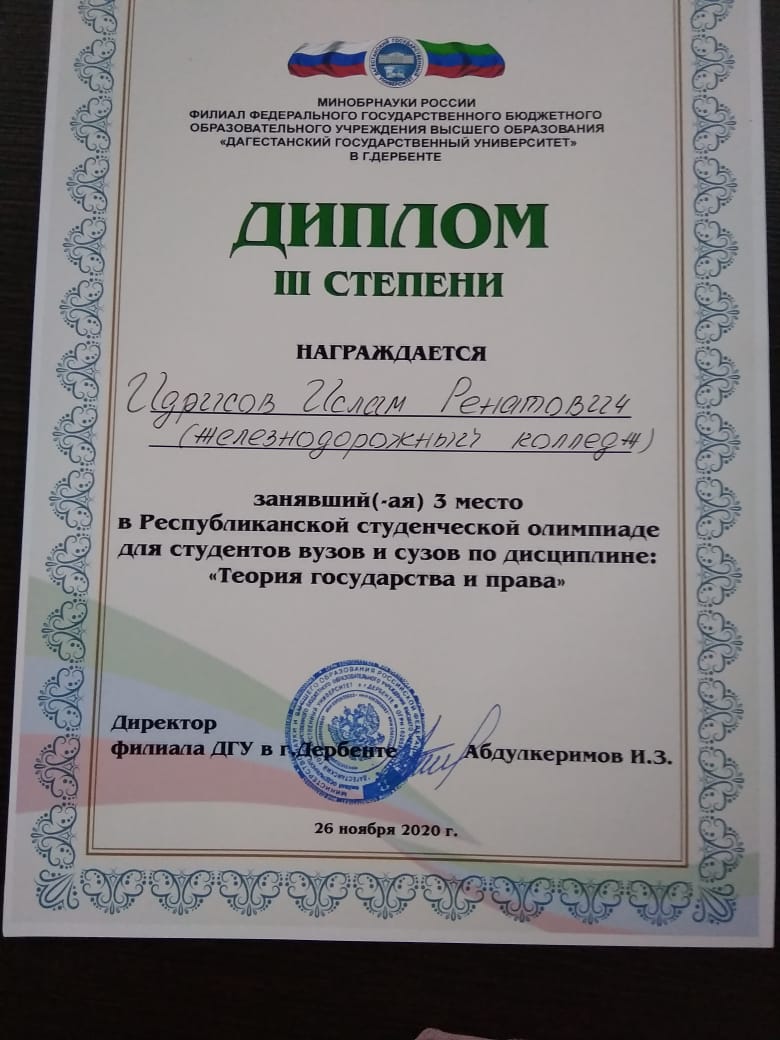 МИНОБРНАУКИ РОССИИ
ФИЛИАЛ ФЕДЕРАЛЬНОГО ГОСУДАРСТВЕННОГО БЮДЖЕТНОГО
ОБРАЗОВАТЕЛЬНОГО УЧРЕЖДЕНИЯ ВЫСШЕГО ОБРАЗОВАНИЯ
«ДАГЕСТАНСКИЙ ГОСУДАРСТВЕННЫЙ УНИВЕРСИТЕТ»
В Г.ДЕРБЕНТЕ
ДИПЛОМ
III СТЕПЕНИ
НАГРАЖДАЕТСЯ
Идрисов Ислам Ренатович
(железнодорожный колледж)
занявший(-ая) 3 место
в Республиканской студенческой олимпиаде
для студентов вузов и сузов по дисциплине:
«Теория государства и права»
Директор
филиала ДГУ в г.Дербенте Абдулкеримов И.З.
26 ноября 2020 г.